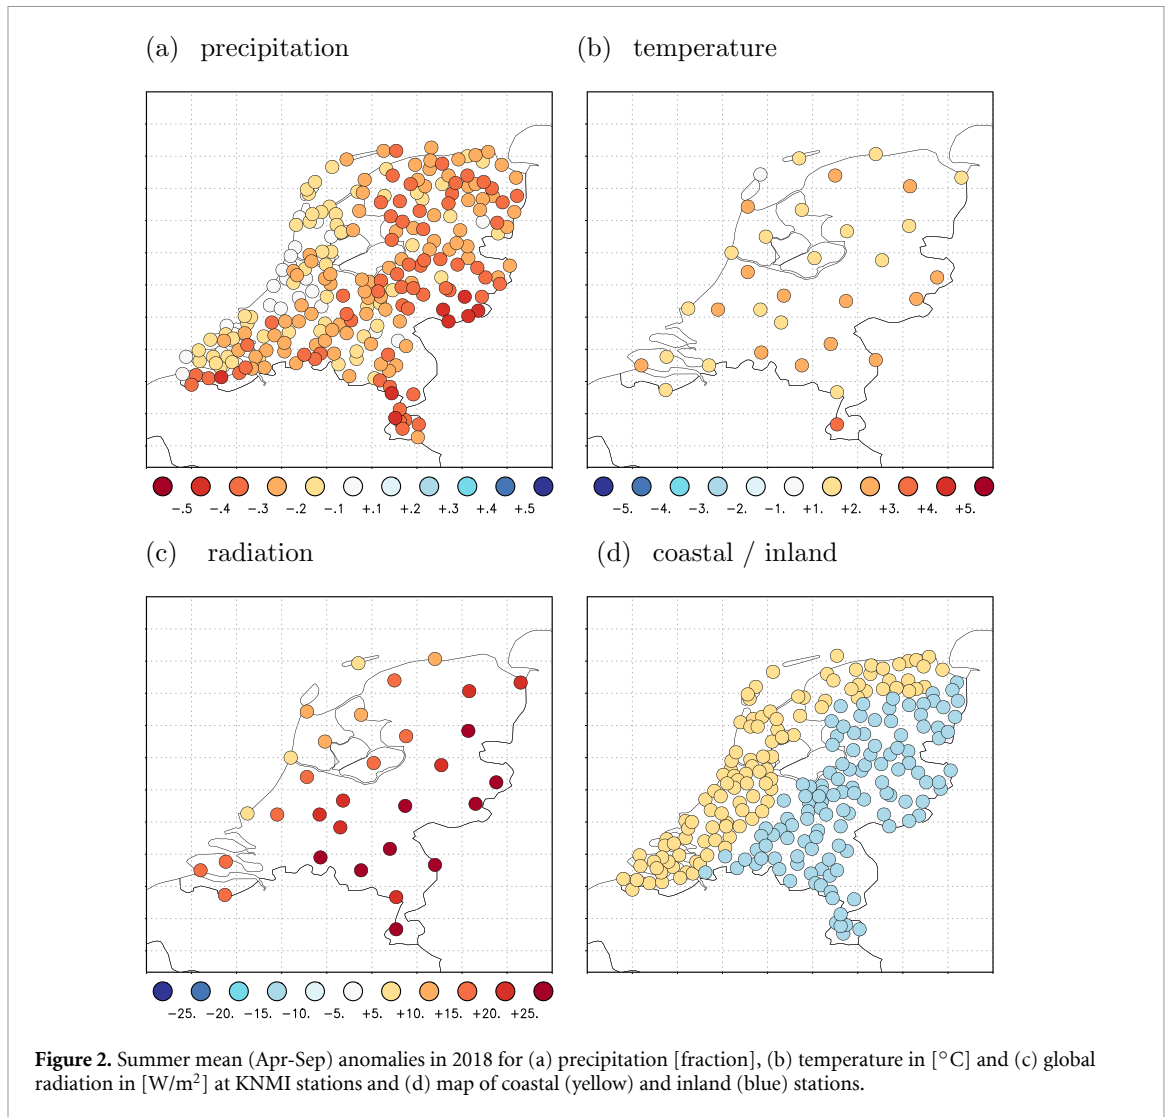 (a) precipitation
(b) temperature
-.5 -.4 -.3 -.2 -.1 +.1 +.2 +.3 +.4 +.5
-5. -4. -3. -2. -1. +1. +2. +3. +4. +5.
(c) radiation
(d) coastal / inland
-25. -20. -15. -10. -5. +5. +10. +15. +20. +25.
Figure 2. Summer mean (Apr-Sep) anomalies in 2018 for (a) precipitation [fraction], (b) temperature in [°C] and (c) global
radiation in [W/m²] at KNMI stations and (d) map of coastal (yellow) and inland (blue) stations.